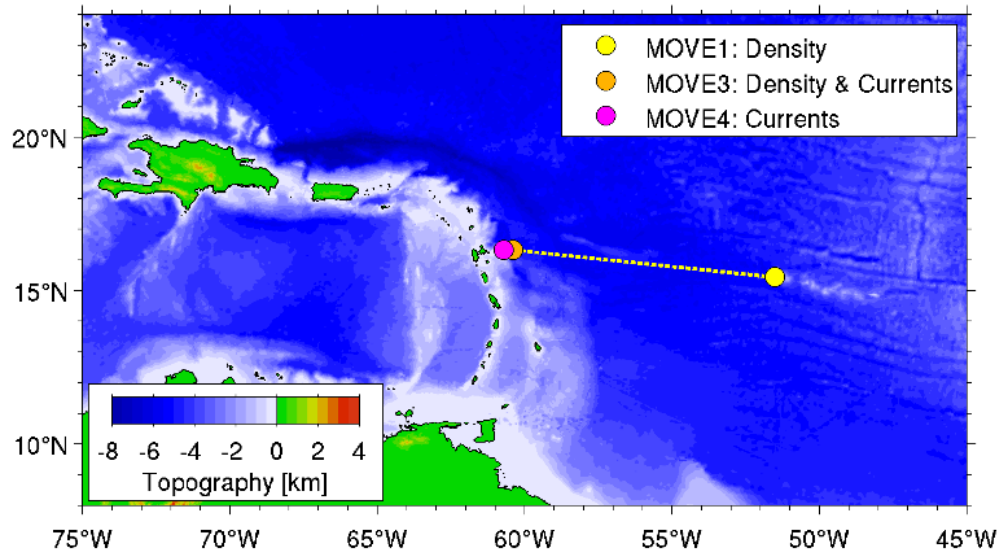 MOVE1: Density
MOVE3: Density & Currents
MOVE4: Currents
20°N
15°N
10°N
-8 -6 -4 -2 0 2 4
Topography [km]
75°W 70°W 65°W 60°W 55°W 50°W 45°W